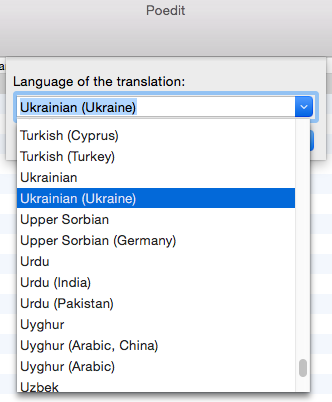 Poedit
Language of the translation:
Ukrainian (Ukraine)
Turkish (Cyprus)
Turkish (Turkey)
Ukrainian
Ukrainian (Ukraine)
Upper Sorbian
Upper Sorbian (Germany)
Urdu
Urdu (India)
Urdu (Pakistan)
Uyghur
Uyghur (Arabic, China)
Uyghur (Arabic)
Uzbek